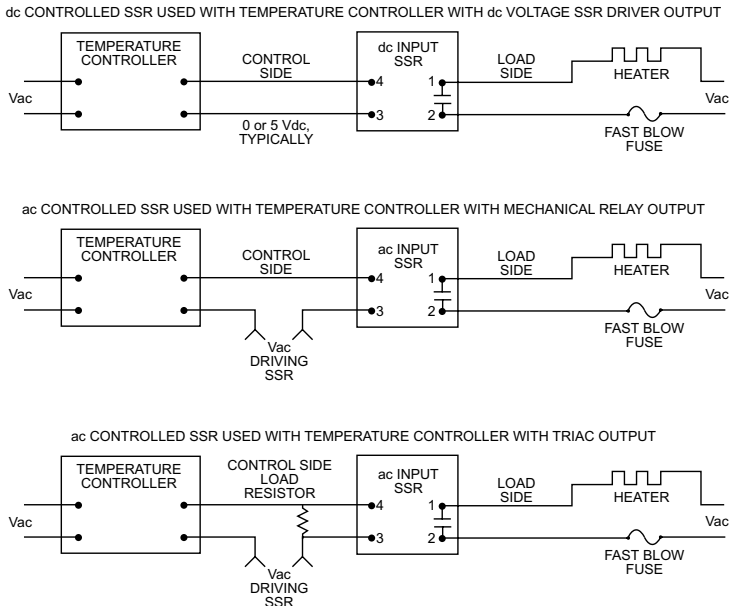 dc CONTROLLED SSR USED WITH TEMPERATURE CONTROLLER WITH dc VOLTAGE SSR DRIVER OUTPUT
TEMPERATURE
CONTROLLER
CONTROL
SIDE
dc INPUT
SSR
LOAD
SIDE
HEATER
4
1
Vac
Vac
3
2
0 or 5 Vdc,
TYPICALLY
FAST BLOW
FUSE
ac CONTROLLED SSR USED WITH TEMPERATURE CONTROLLER WITH MECHANICAL RELAY OUTPUT
TEMPERATURE
CONTROLLER
CONTROL
SIDE
ac INPUT
SSR
LOAD
SIDE
HEATER
4
1
Vac
Vac
3
2
Vac
DRIVING
SSR
FAST BLOW
FUSE
ac CONTROLLED SSR USED WITH TEMPERATURE CONTROLLER WITH TRIAC OUTPUT
TEMPERATURE
CONTROLLER
CONTROL SIDE
LOAD
RESISTOR
ac INPUT
SSR
LOAD
SIDE
HEATER
4
1
Vac
Vac
3
2
Vac
DRIVING
SSR
FAST BLOW
FUSE